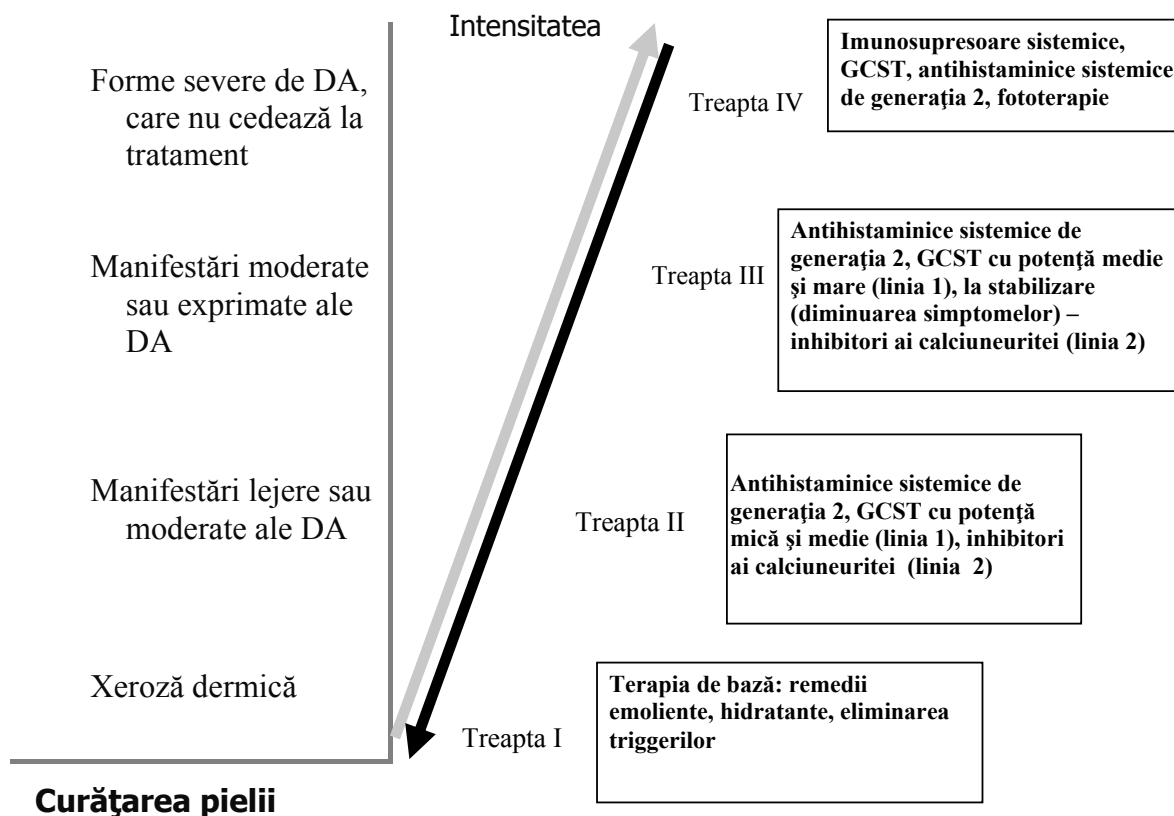 Intensitatea
Forme severe de DA,
care nu cedează la
tratament
Treapta IV
Imunosupresoare sistemice,
GCST, antihistaminice sistemice
de generaţia 2, fototerapie
Manifestări moderate
sau exprimate ale
DA
Treapta III
Antihistaminice sistemice de
generaţia 2, GCST cu potenţă medie
şi mare (linia 1), la stabilizare
(diminuarea simptomelor) –
inhibitori ai calciuneuritei (linia 2)
Manifestări lejere sau
moderate ale DA
Treapta II
Antihistaminice sistemice de
generaţia 2, GCST cu potenţă
mică şi medie (linia 1), inhibitori
ai calciuneuritei (linia 2)
Xeroză dermică
Treapta I
Terapia de bază: remedii
emoliente, hidratante, eliminarea
triggerilor
Curăţarea pielii